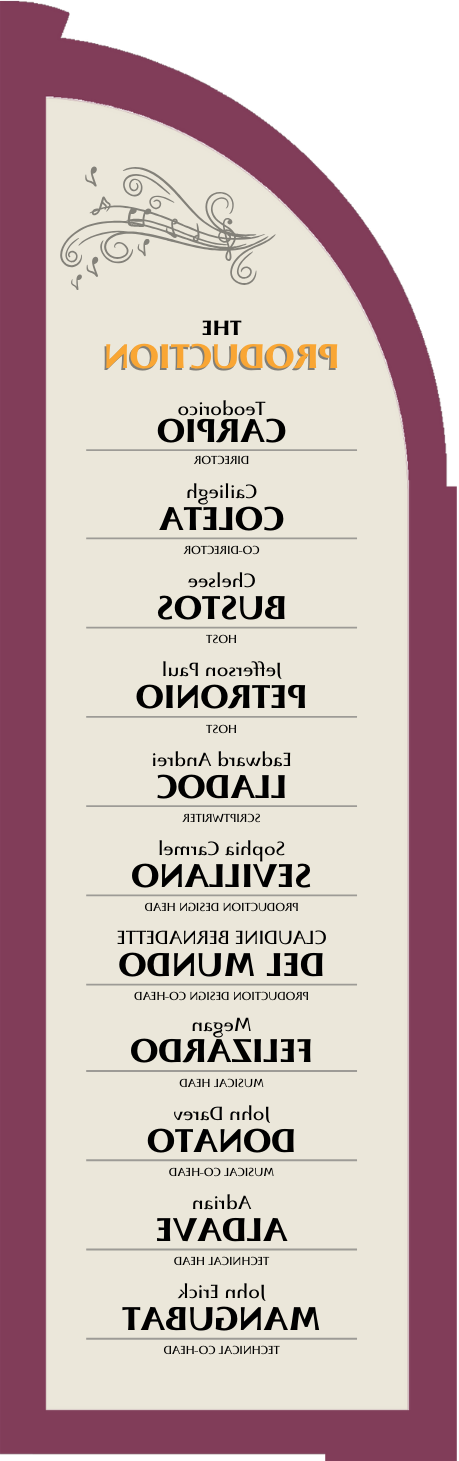 THE
PRODUCTION
Teodorico
CARPIO
DIRECTOR
Cailiegh
COLETA
CO-DIRECTOR
Chelsee
BUSTOS
HOST
Jefferson Paul
PETRONIO
HOST
Eadward Andrei
LLADOC
SCRIPTWRITER
Sophia Carmel
SEVILLANO
PRODUCTION DESIGN HEAD
CLAUDINE BERNADETTE
DEL MUNDO
PRODUCTION DESIGN CO-HEAD
Megan
FELIZARDO
MUSICAL HEAD
John Darev
DONATO
MUSICAL CO-HEAD
Adrian
ALDAVE
TECHNICAL HEAD
John Erick
MANGUBAT
TECHNICAL CO-HEAD